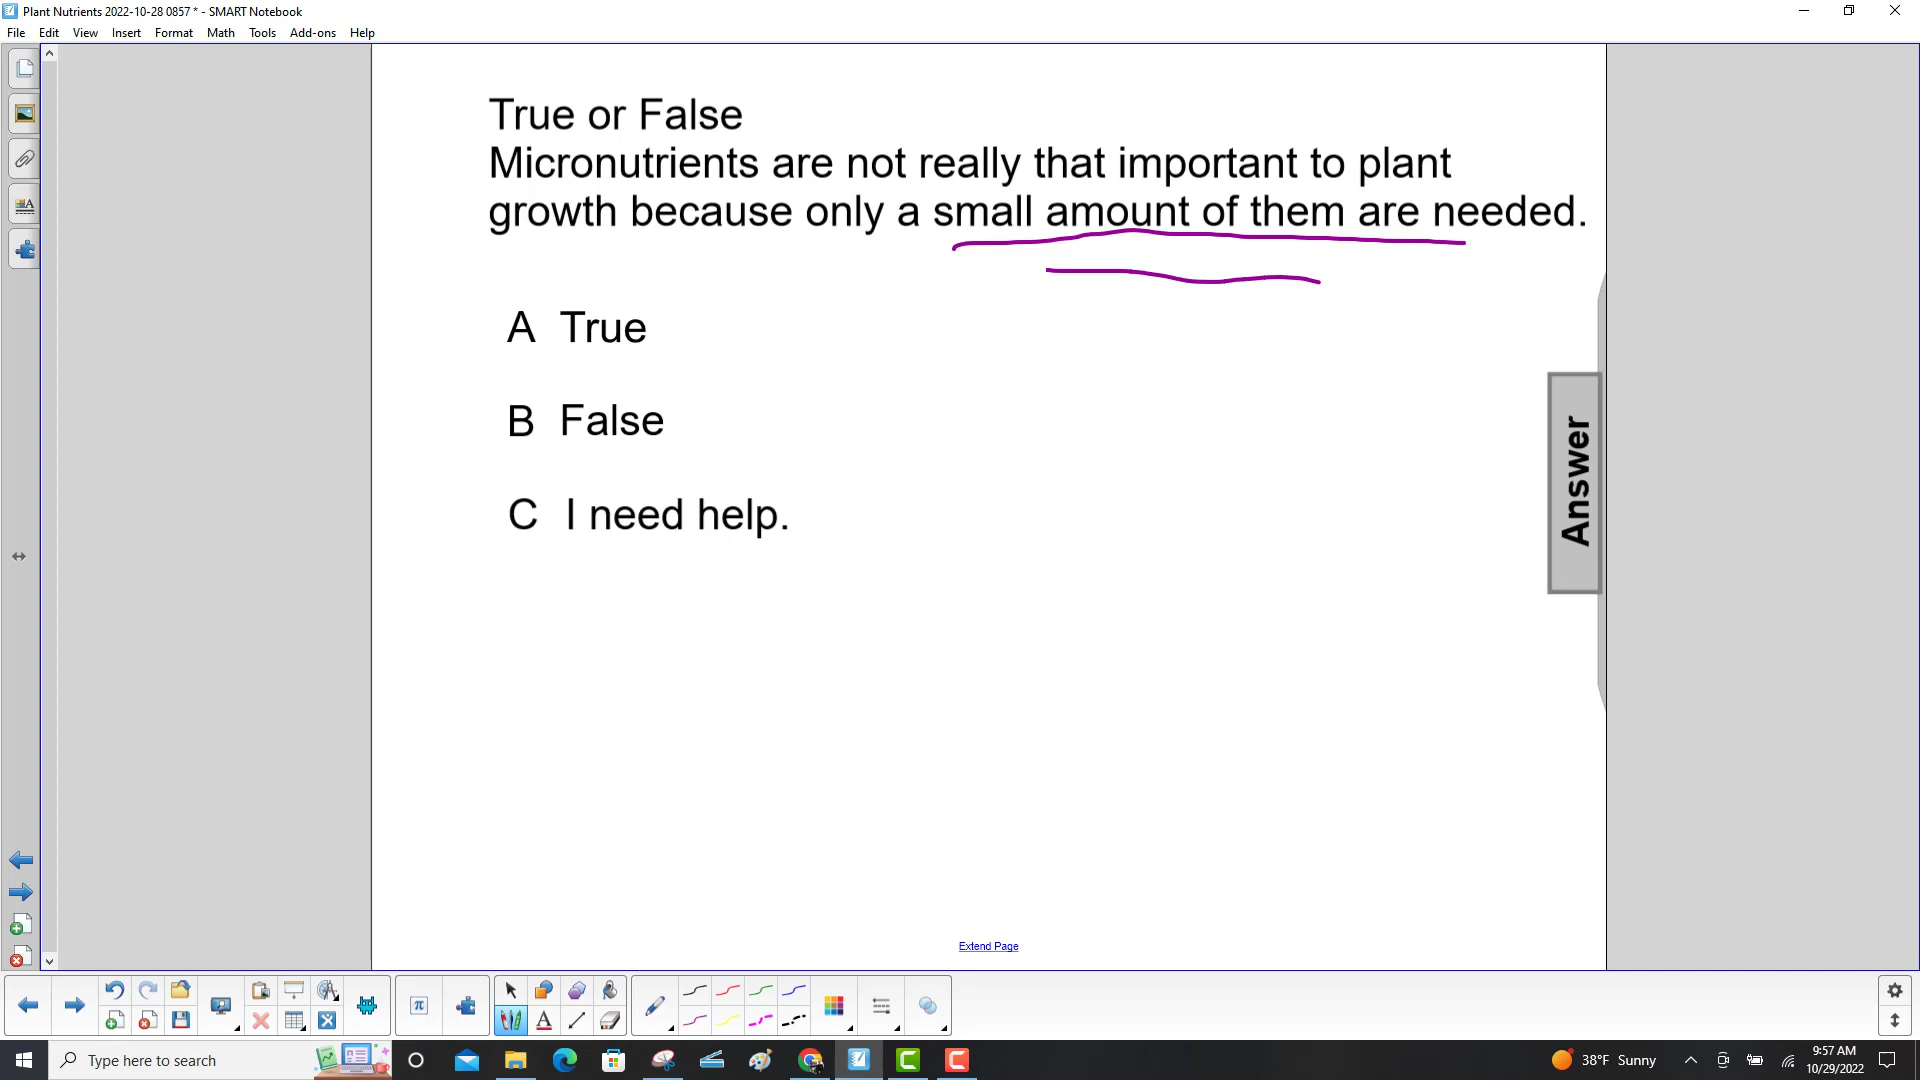 Plant Nutrients 2022-10-28 0857 * - SMART Notebook
File Edit View Insert Format Math Tools Add-ons Help
True or False
Micronutrients are not really that important to plant
growth because only a small amount of them are needed.
A True
B False
C I need help.
Answer
Extend Page
π
A
Type here to search
38°F Sunny
9:57 AM
10/29/2022